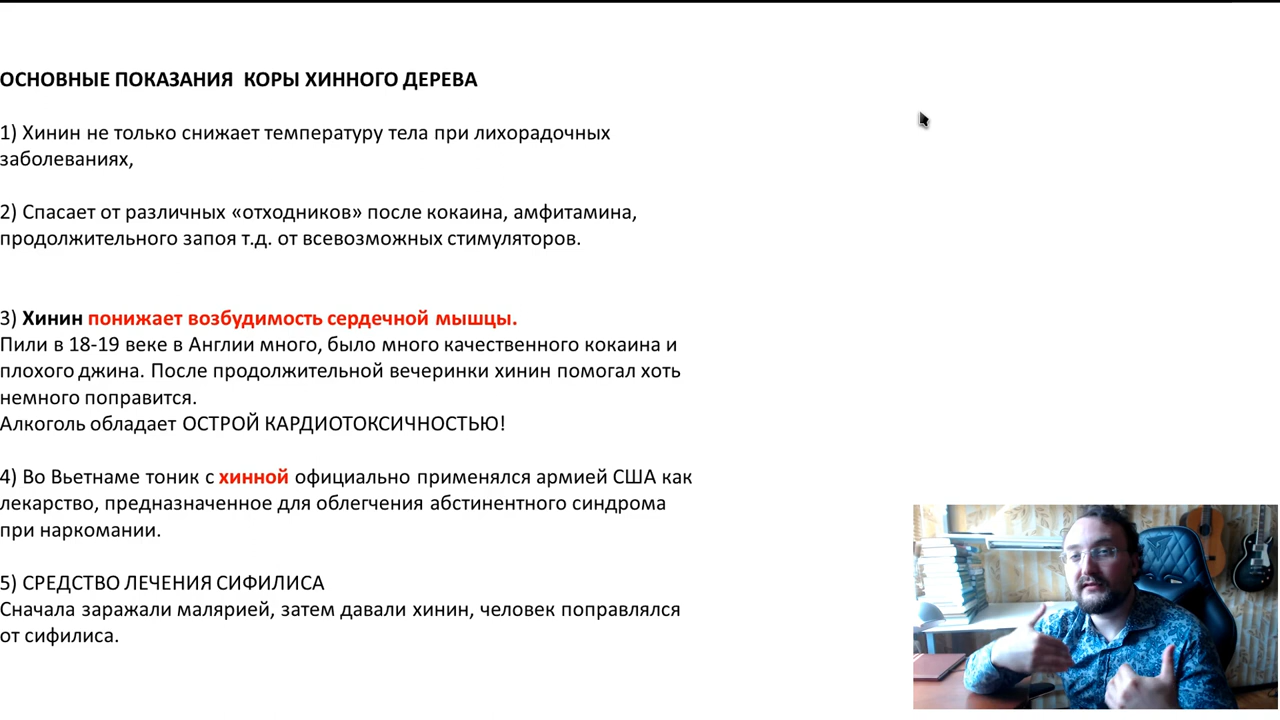 ОСНОВНЫЕ ПОКАЗАНИЯ КОРЫ ХИННОГО ДЕРЕВА
1) Хинин не только снижает температуру тела при лихорадочных
заболеваниях,
2) Спасает от различных «отходников» после кокаина, амфитамина,
продолжительного запоя т.д. от всевозможных стимуляторов.
3) Хинин понижает возбудимость сердечной мышцы.
Пили в 18-19 веке в Англии много, было много качественного кокаина и
плохого джина. После продолжительной вечеринки хинин помогал хоть
немного поправится.
Алкоголь обладает ОСТРОЙ КАРДИОТОКСИЧНОСТЬЮ!
4) Во Вьетнаме тоник с хинной официально применялся армией США как
лекарство, предназначенное для облегчения абстинентного синдрома
при наркомании.
5) СРЕДСТВО ЛЕЧЕНИЯ СИФИЛИСА
Сначала заражали малярией, затем давали хинин, человек поправлялся
от сифилиса.